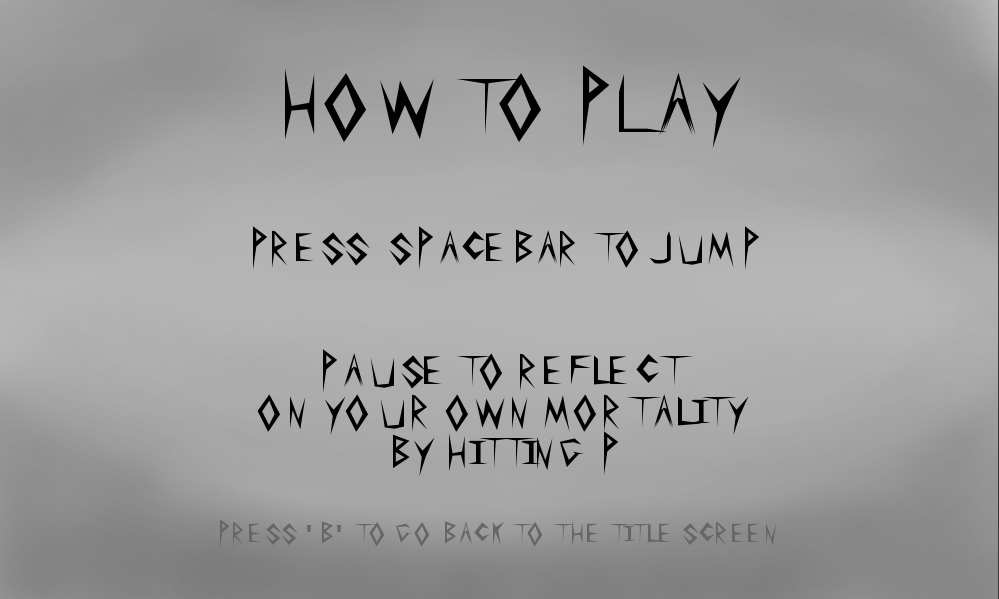 HOW TO PLAY
PRESS SPACEBAR TO JUMP
PAUSE TO REFLECT
ON YOUR OWN MORTALITY
BY HITTING P
PRESS 'B' TO GO BACK TO THE TITLE SCREEN